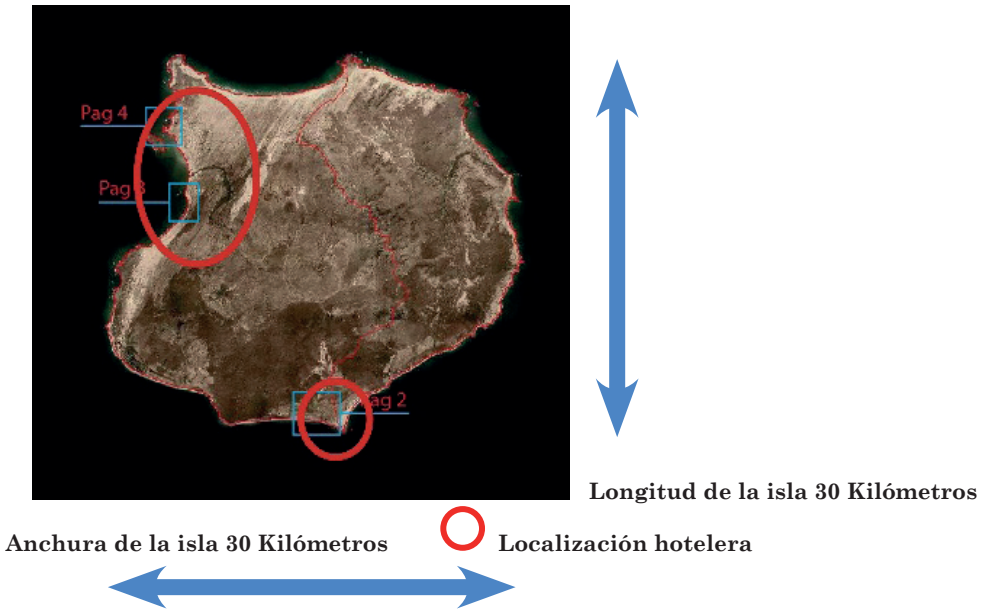 Pag 4
Pag 3
Pag 2
Longitud de la isla 30 Kilómetros
Anchura de la isla 30 Kilómetros
Localización hotelera